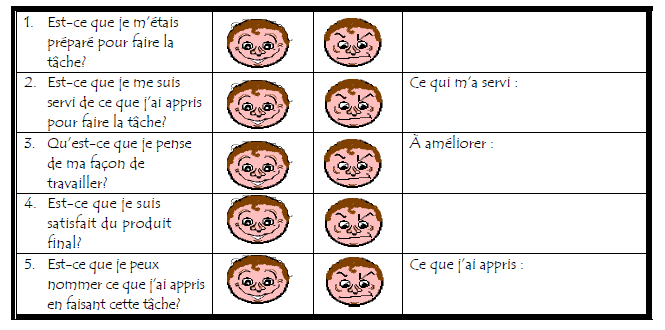 1. Est-ce que je m'étais
préparé pour faire la
tâche?
2. Est-ce que je me suis
servi de ce que j'ai appris
pour faire la tâche?
Ce qui m'a servi :
3. Qu'est-ce que je pense
de ma façon de
travailler?
À améliorer :
4. Est-ce que je suis
satisfait du produit
final?
5. Est-ce que je peux
nommer ce que j'ai appris
en faisant cette tâche?
Ce que j'ai appris :